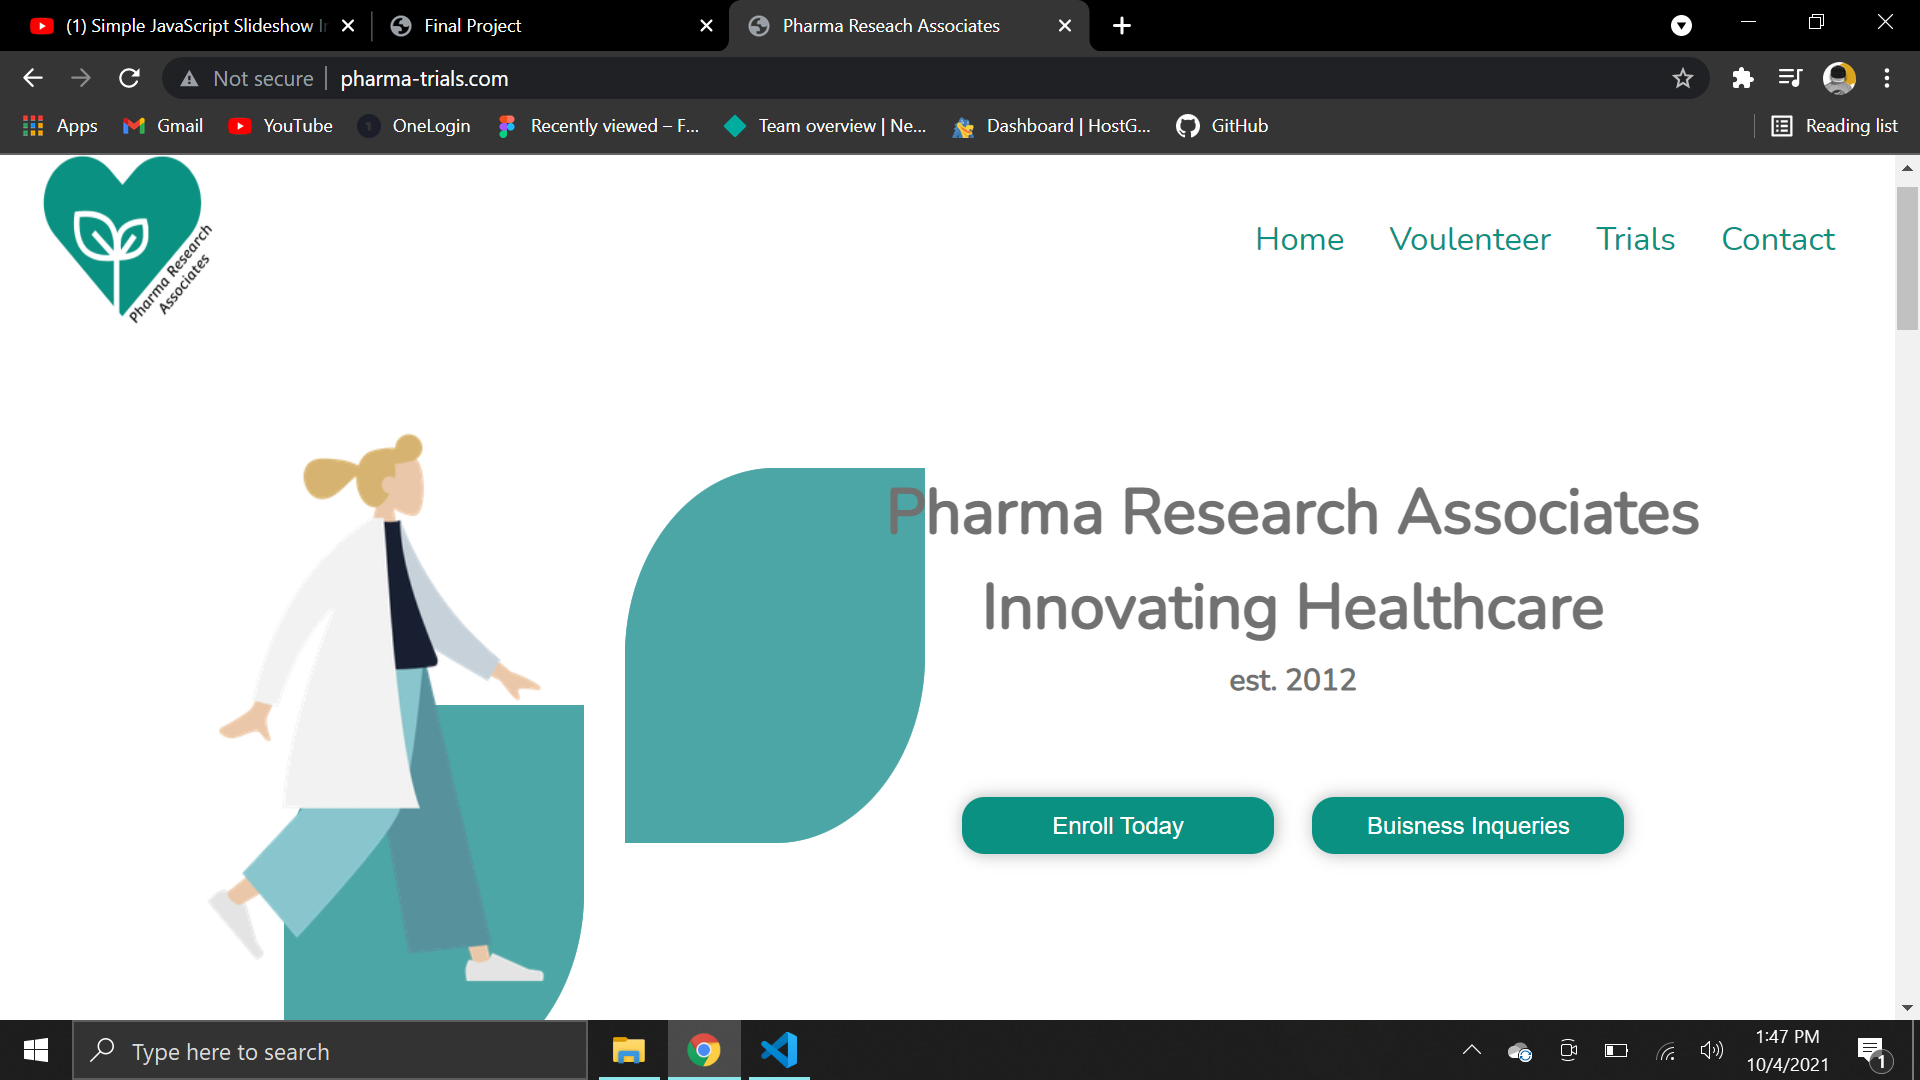 (1) Simple JavaScript Slideshow I
Final Project
Pharma Reseach Associates
Not secure
pharma-trials.com
Apps
Gmail
YouTube
OneLogin
Recently viewed – F...
Team overview | Ne...
Dashboard | HostG...
GitHub
Reading list
Pharma Research
Associates
Home
Voulenteer
Trials
Contact
Pharma Research Associates
Innovating Healthcare
est. 2012
Enroll Today
Buisness Inqueries
Type here to search
1:47 PM
10/4/2021
1